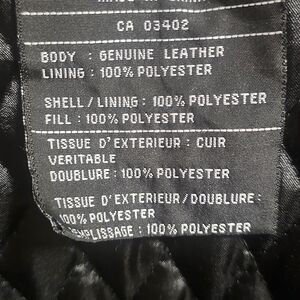 CA 03402
BODY : GENUINE LEATHER
LINING : 100% POLYESTER
SHELL / LINING : 100% POLYESTER
FILL : 100% POLYESTER
TISSUE D'EXTERIEUR : CUIR
VERITABLE
DOUBLURE : 100% POLYESTER
TISSUE D'EXTERIEUR/DOUBLURE :
100% POLYESTER
MPLISSAGE : 100% POLYESTER